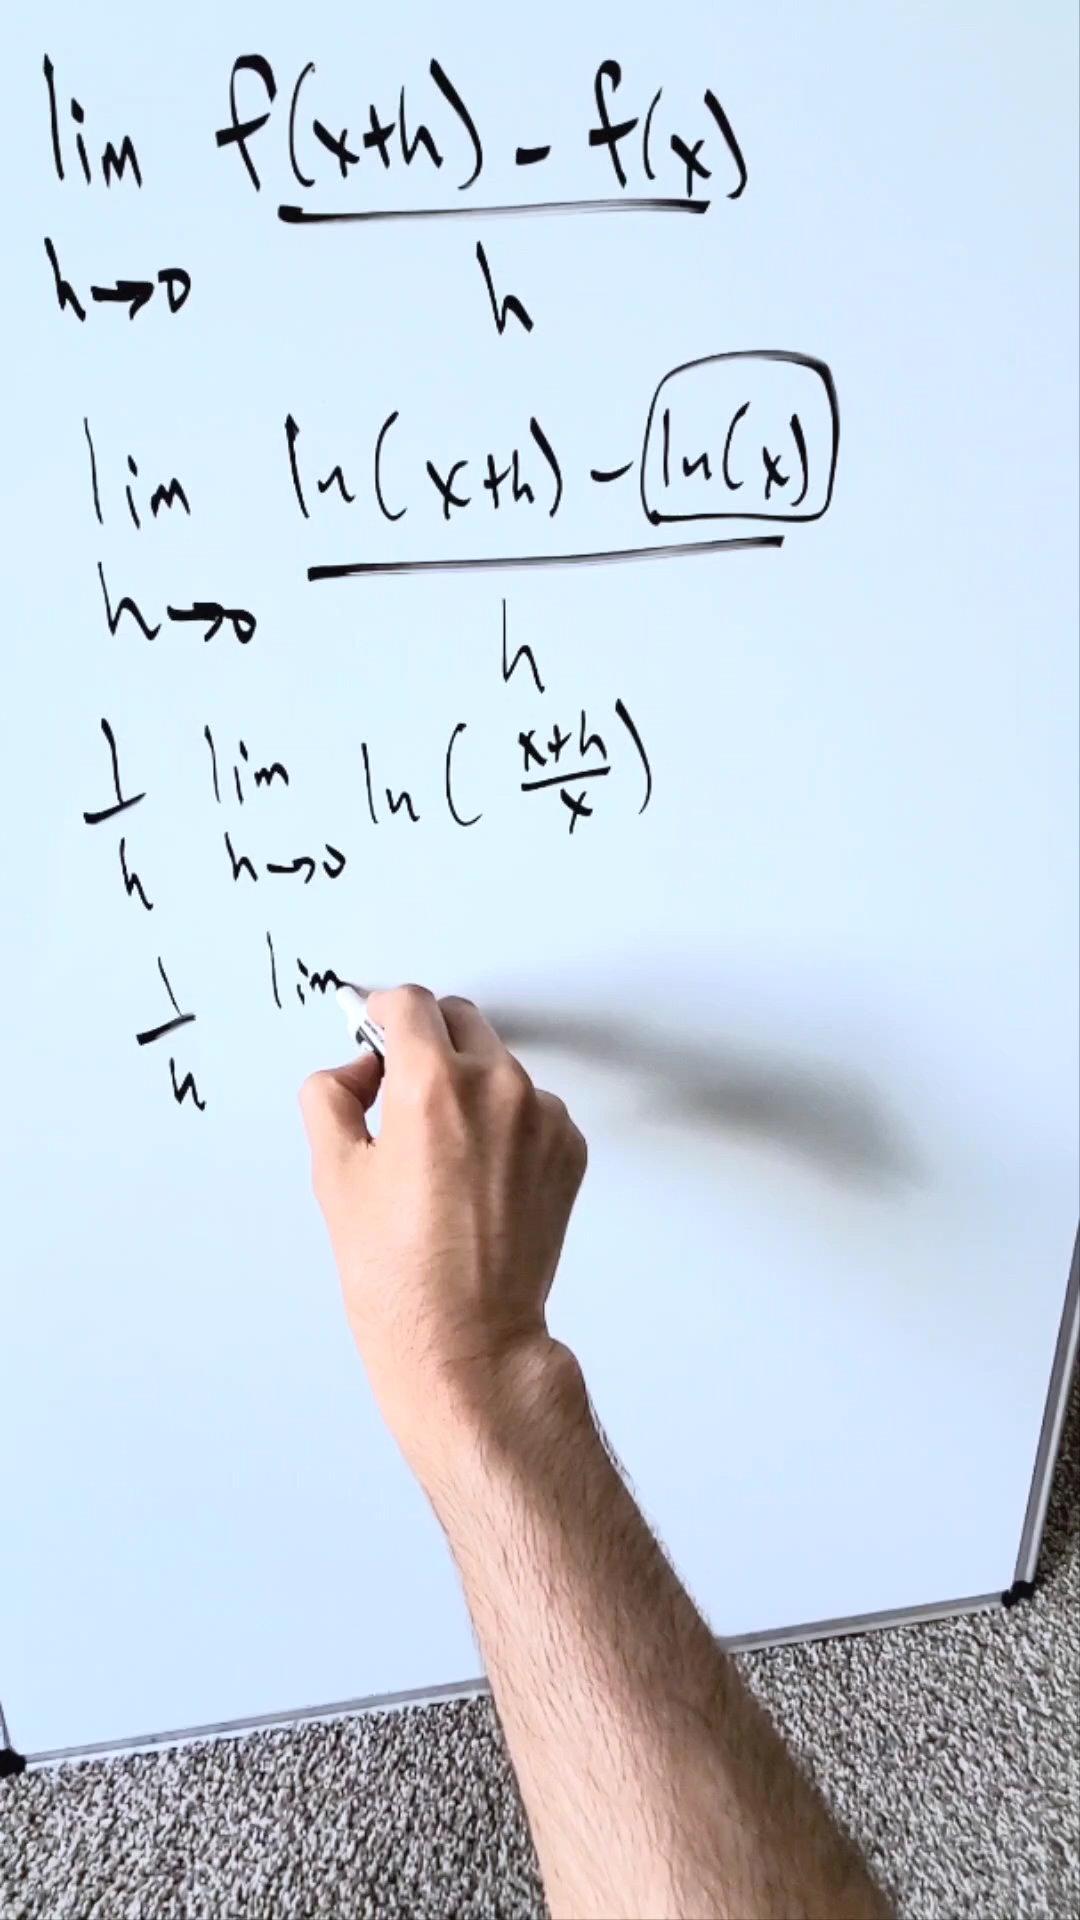 lim f(x+h) - f(x)
h→0 h
lim ln(x+h) - ln(x)
h→0 h
1/h lim ln(x+h/x)
h→0
1/h lim